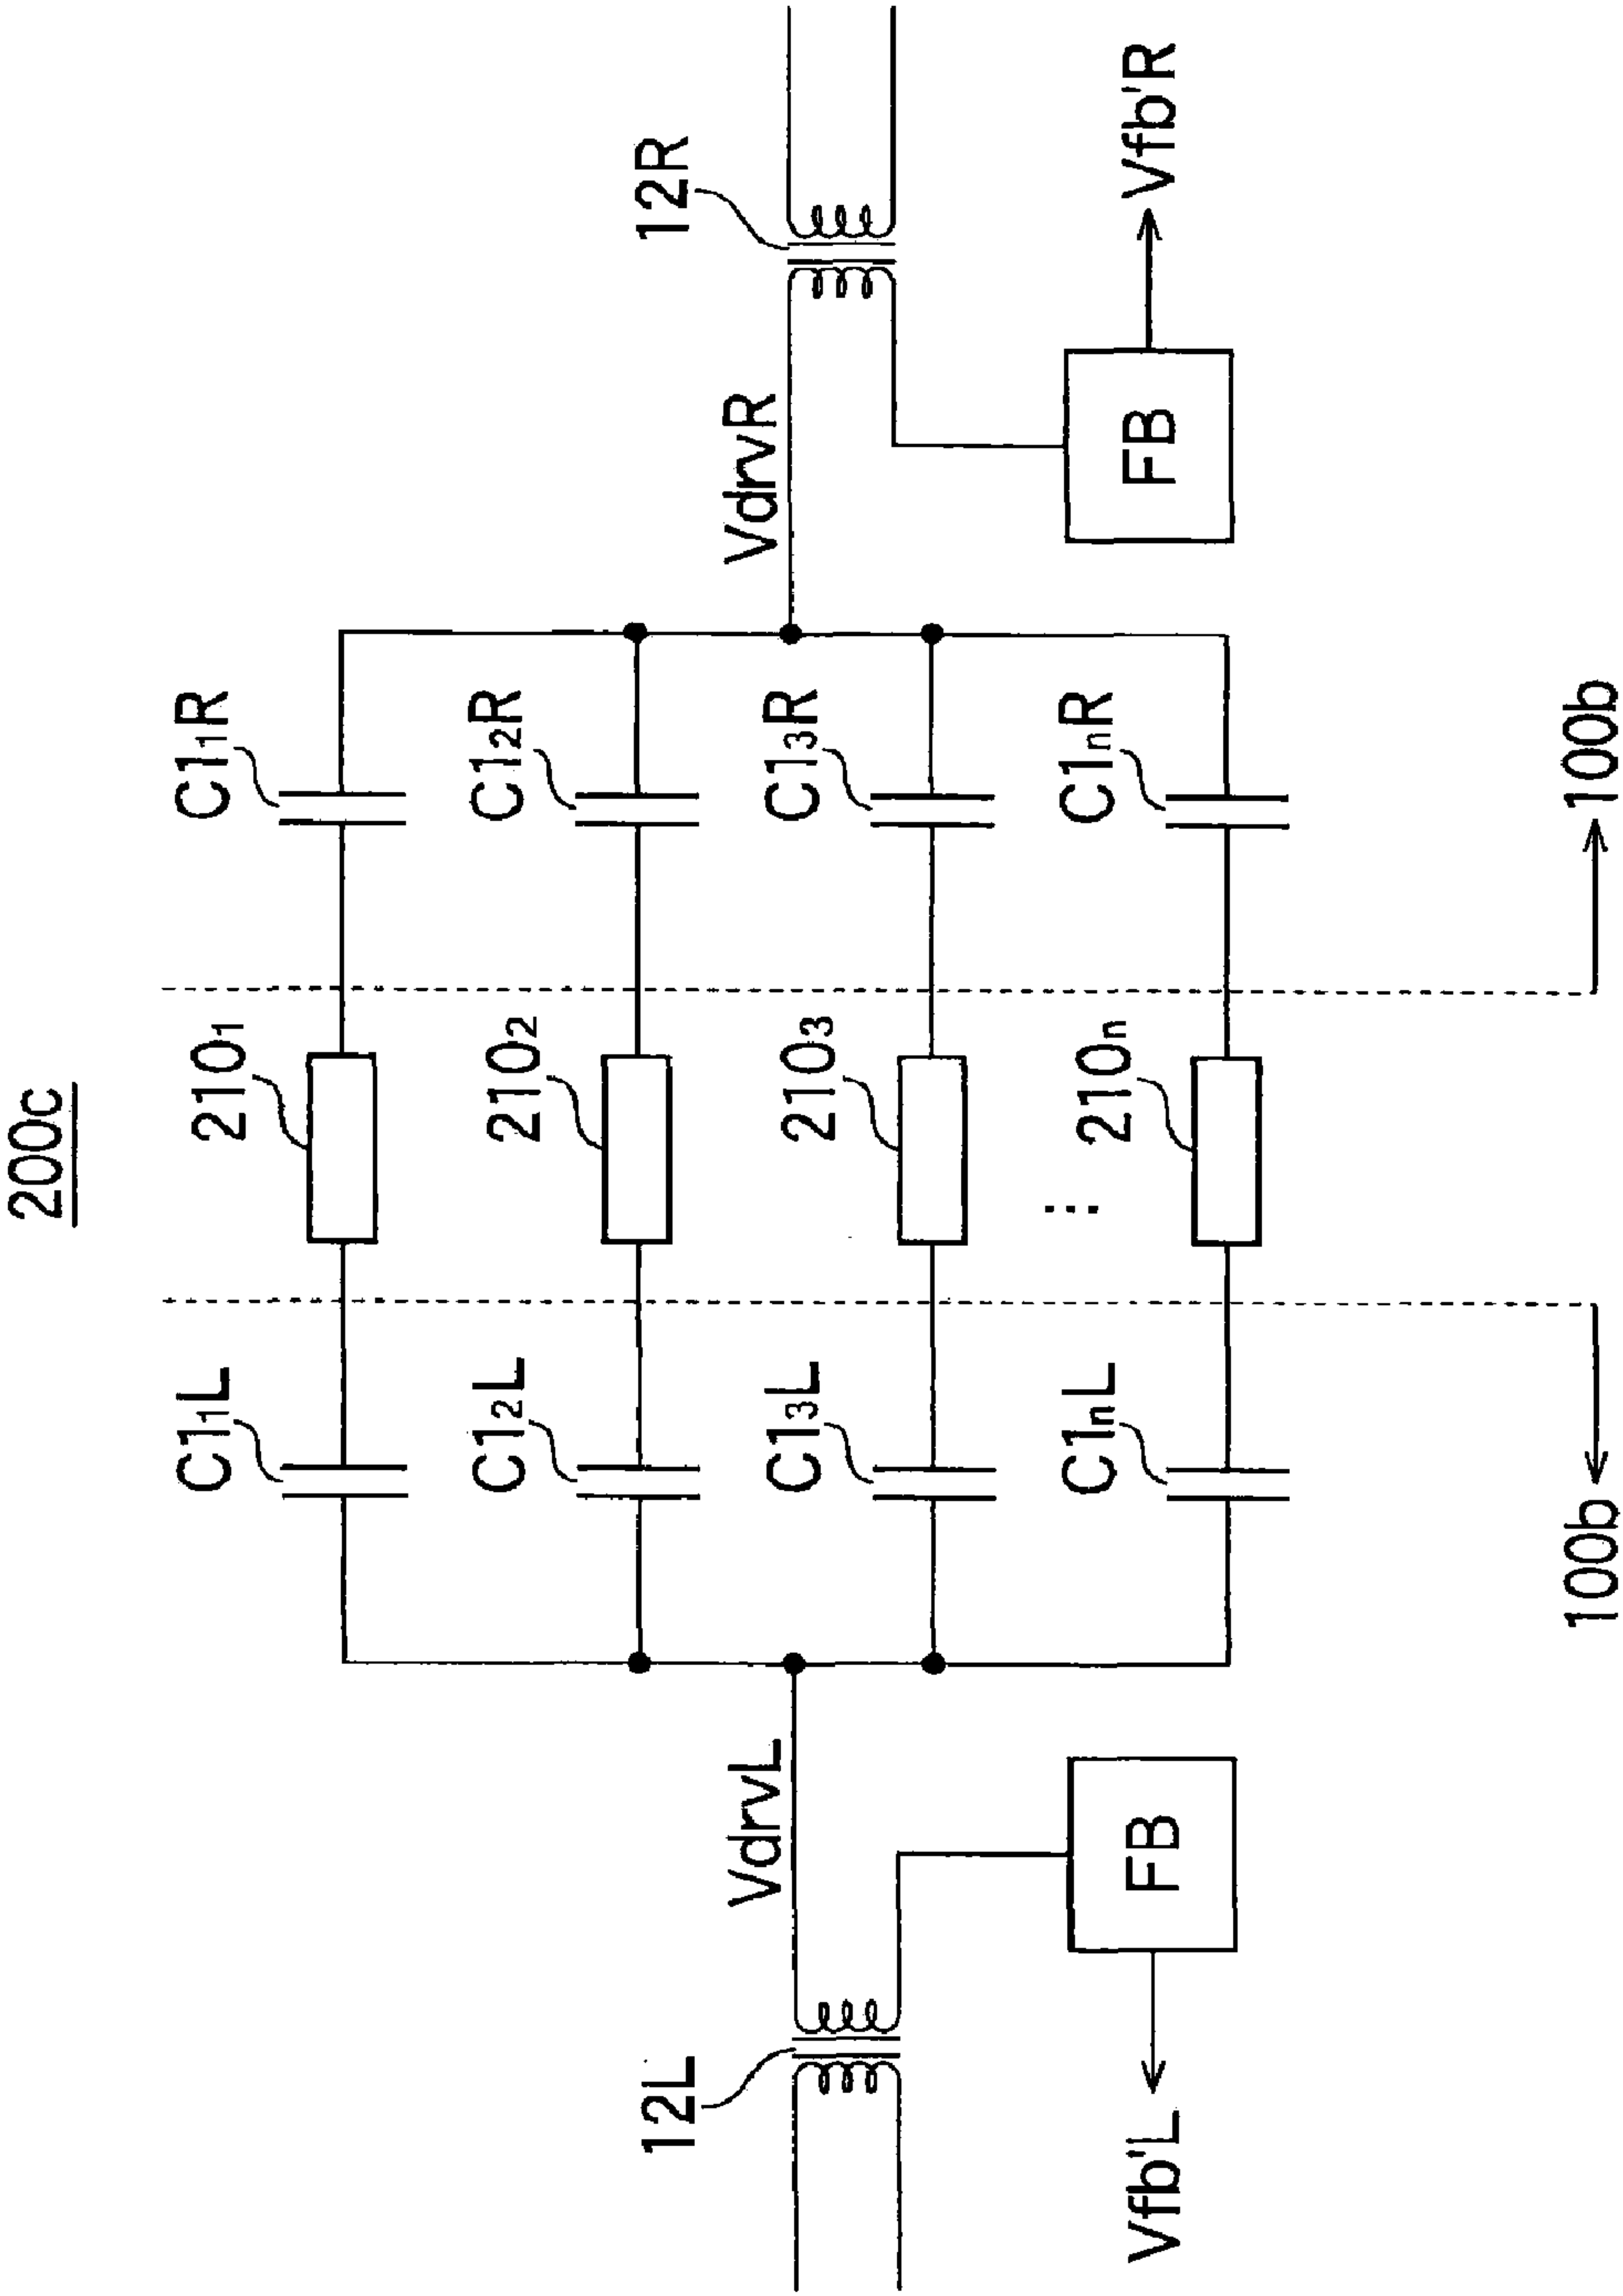 200c
C1₁L
210₁
C1₁R
C1₂L
210₂
C1₂R
12L
12R
VdrvL
VdrvR
C1₃L
210₃
C1₃R
⋮
C1ₙL
210ₙ
C1ₙR
FB
FB
Vfb'L
Vfb'R
100b
100b